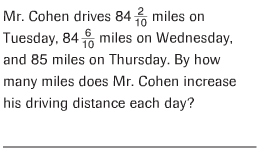 Mr. Cohen drives 84 2/10 miles on
Tuesday, 84 6/10 miles on Wednesday,
and 85 miles on Thursday. By how
many miles does Mr. Cohen increase
his driving distance each day?